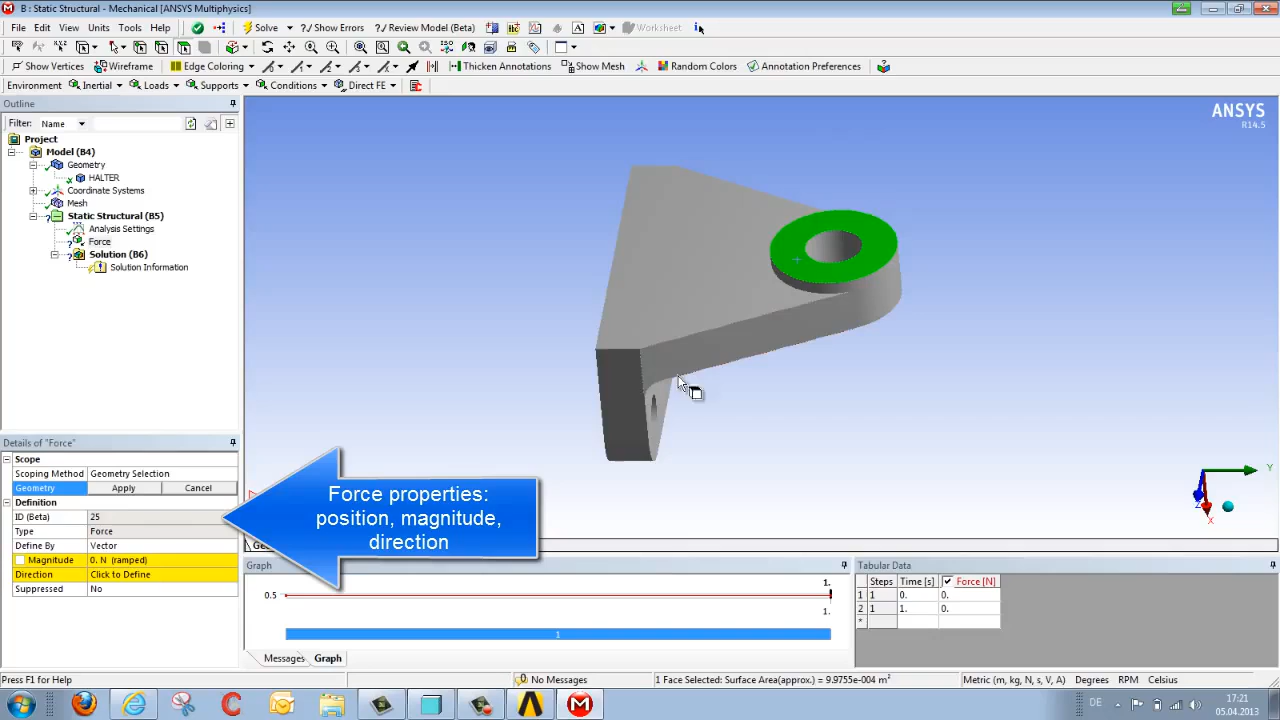 B : Static Structural - Mechanical [ANSYS Multiphysics]
File Edit View Units Tools Help Solve ?/ Show Errors ?/ Review Model (Beta) Worksheet i
Show Vertices Wireframe Edge Coloring Thicken Annotations Show Mesh Random Colors Annotation Preferences
Environment Inertial Loads Supports Conditions Direct FE
Outline
Filter: Name
Project
Model (B4)
Geometry
HALTER
Coordinate Systems
Mesh
Static Structural (B5)
Analysis Settings
Force
Solution (B6)
Solution Information
ANSYS
R14.5
Y
Z
X
Details of "Force"
Scope
Scoping Method Geometry Selection
Geometry Apply Cancel
Definition
ID (Beta) 25
Type Force
Define By Vector
Magnitude 0. N (ramped)
Direction Click to Define
Suppressed No
Force properties:
position, magnitude,
direction
Graph
1.
0.5
1.
1
Messages Graph
Tabular Data
Steps Time [s] Force [N]
1 1 0. 0.
2 1 1. 0.
*
Press F1 for Help No Messages 1 Face Selected: Surface Area(approx.) = 9.9755e-004 m² Metric (m, kg, N, s, V, A) Degrees RPM Celsius
DE 17:21
05.04.2013